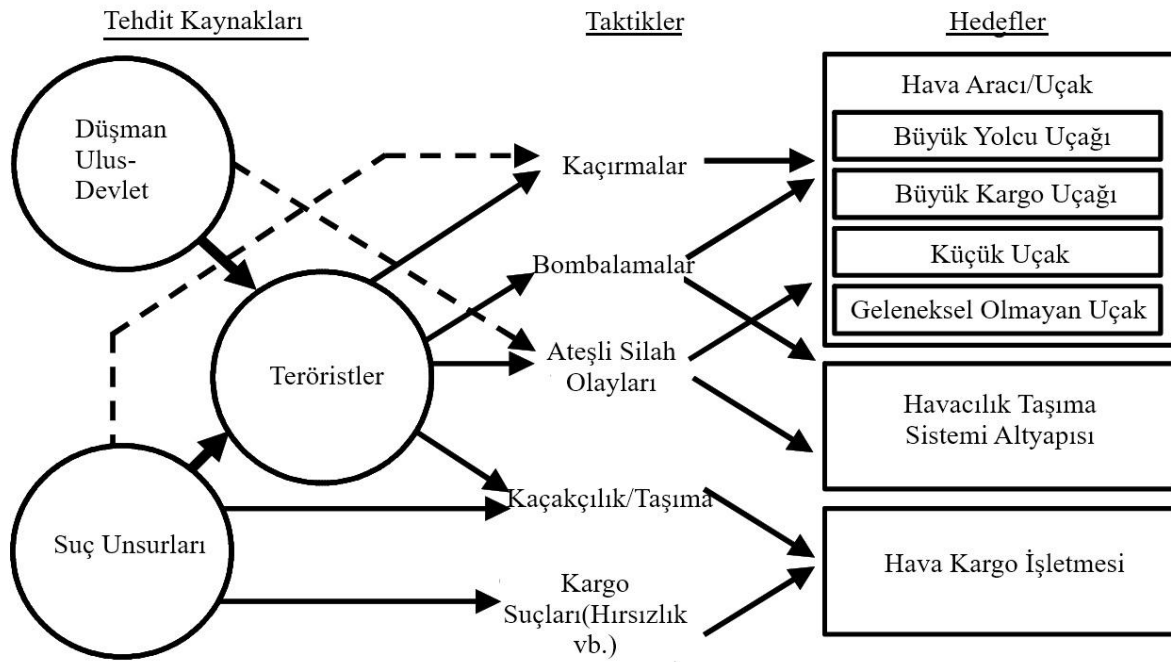 Tehdit Kaynakları
Taktikler
Hedefler
Düşman
Ulus-
Devlet
Teröristler
Suç Unsurları
Kaçırmalar
Bombalamalar
Ateşli Silah
Olayları
Kaçakçılık/Taşıma
Kargo
Suçları(Hırsızlık
vb.)
Hava Aracı/Uçak
Büyük Yolcu Uçağı
Büyük Kargo Uçağı
Küçük Uçak
Geleneksel Olmayan Uçak
Havacılık Taşıma
Sistemi Altyapısı
Hava Kargo İşletmesi